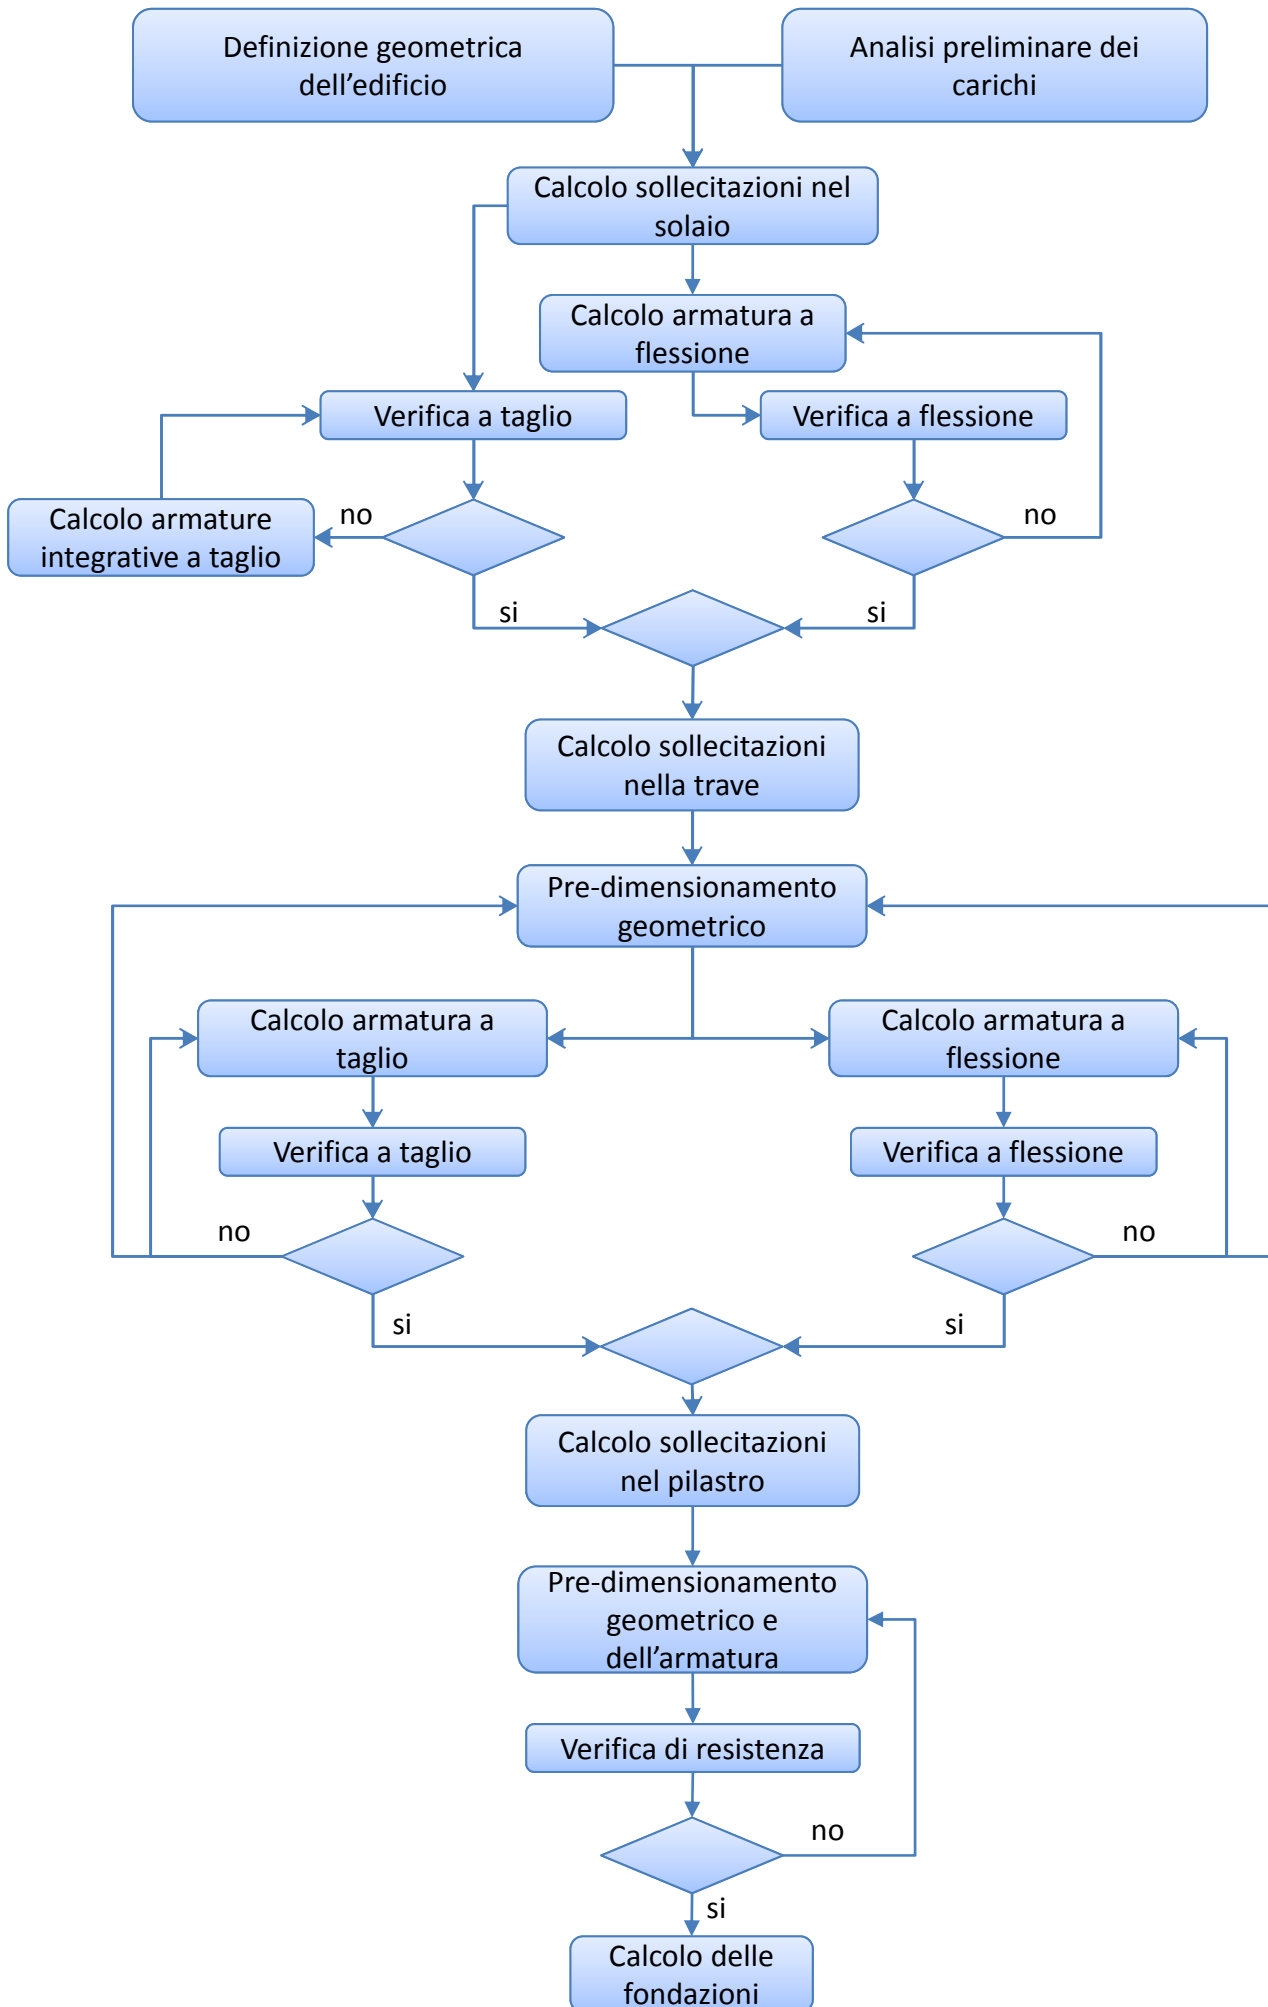 Definizione geometrica
dell’edificio
Analisi preliminare dei
carichi
Calcolo sollecitazioni nel
solaio
Calcolo armatura a
flessione
Verifica a taglio
Verifica a flessione
Calcolo armature
integrative a taglio
no
no
si
si
Calcolo sollecitazioni
nella trave
Pre-dimensionamento
geometrico
Calcolo armatura a
taglio
Calcolo armatura a
flessione
Verifica a taglio
Verifica a flessione
no
no
si
si
Calcolo sollecitazioni
nel pilastro
Pre-dimensionamento
geometrico e
dell’armatura
Verifica di resistenza
no
si
Calcolo delle
fondazioni